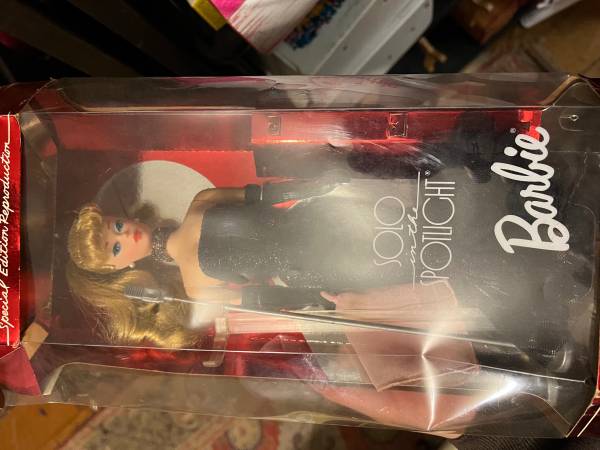 Special Edition Reproduction
SOLO
in the
SPOTLIGHT®
Barbie®